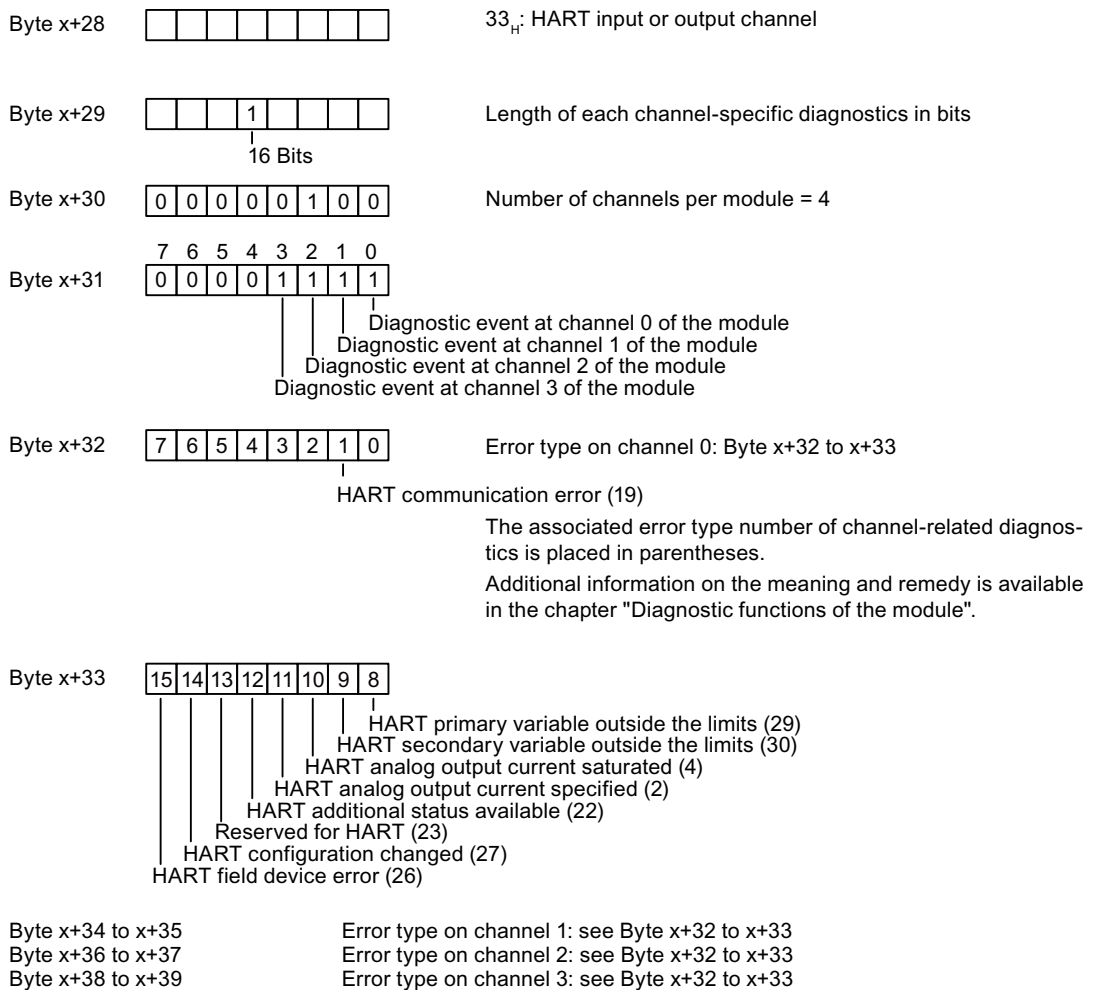 Byte x+28 33H: HART input or output channel
Byte x+29 1 Length of each channel-specific diagnostics in bits
16 Bits
Byte x+30 0 0 0 0 0 1 0 0 Number of channels per module = 4
7 6 5 4 3 2 1 0
Byte x+31 0 0 0 0 1 1 1 1
Diagnostic event at channel 0 of the module
Diagnostic event at channel 1 of the module
Diagnostic event at channel 2 of the module
Diagnostic event at channel 3 of the module
Byte x+32 7 6 5 4 3 2 1 0 Error type on channel 0: Byte x+32 to x+33
HART communication error (19)
The associated error type number of channel-related diagnos-
tics is placed in parentheses.
Additional information on the meaning and remedy is available
in the chapter "Diagnostic functions of the module".
Byte x+33 15 14 13 12 11 10 9 8
HART primary variable outside the limits (29)
HART secondary variable outside the limits (30)
HART analog output current saturated (4)
HART analog output current specified (2)
HART additional status available (22)
Reserved for HART (23)
HART configuration changed (27)
HART field device error (26)
Byte x+34 to x+35 Error type on channel 1: see Byte x+32 to x+33
Byte x+36 to x+37 Error type on channel 2: see Byte x+32 to x+33
Byte x+38 to x+39 Error type on channel 3: see Byte x+32 to x+33